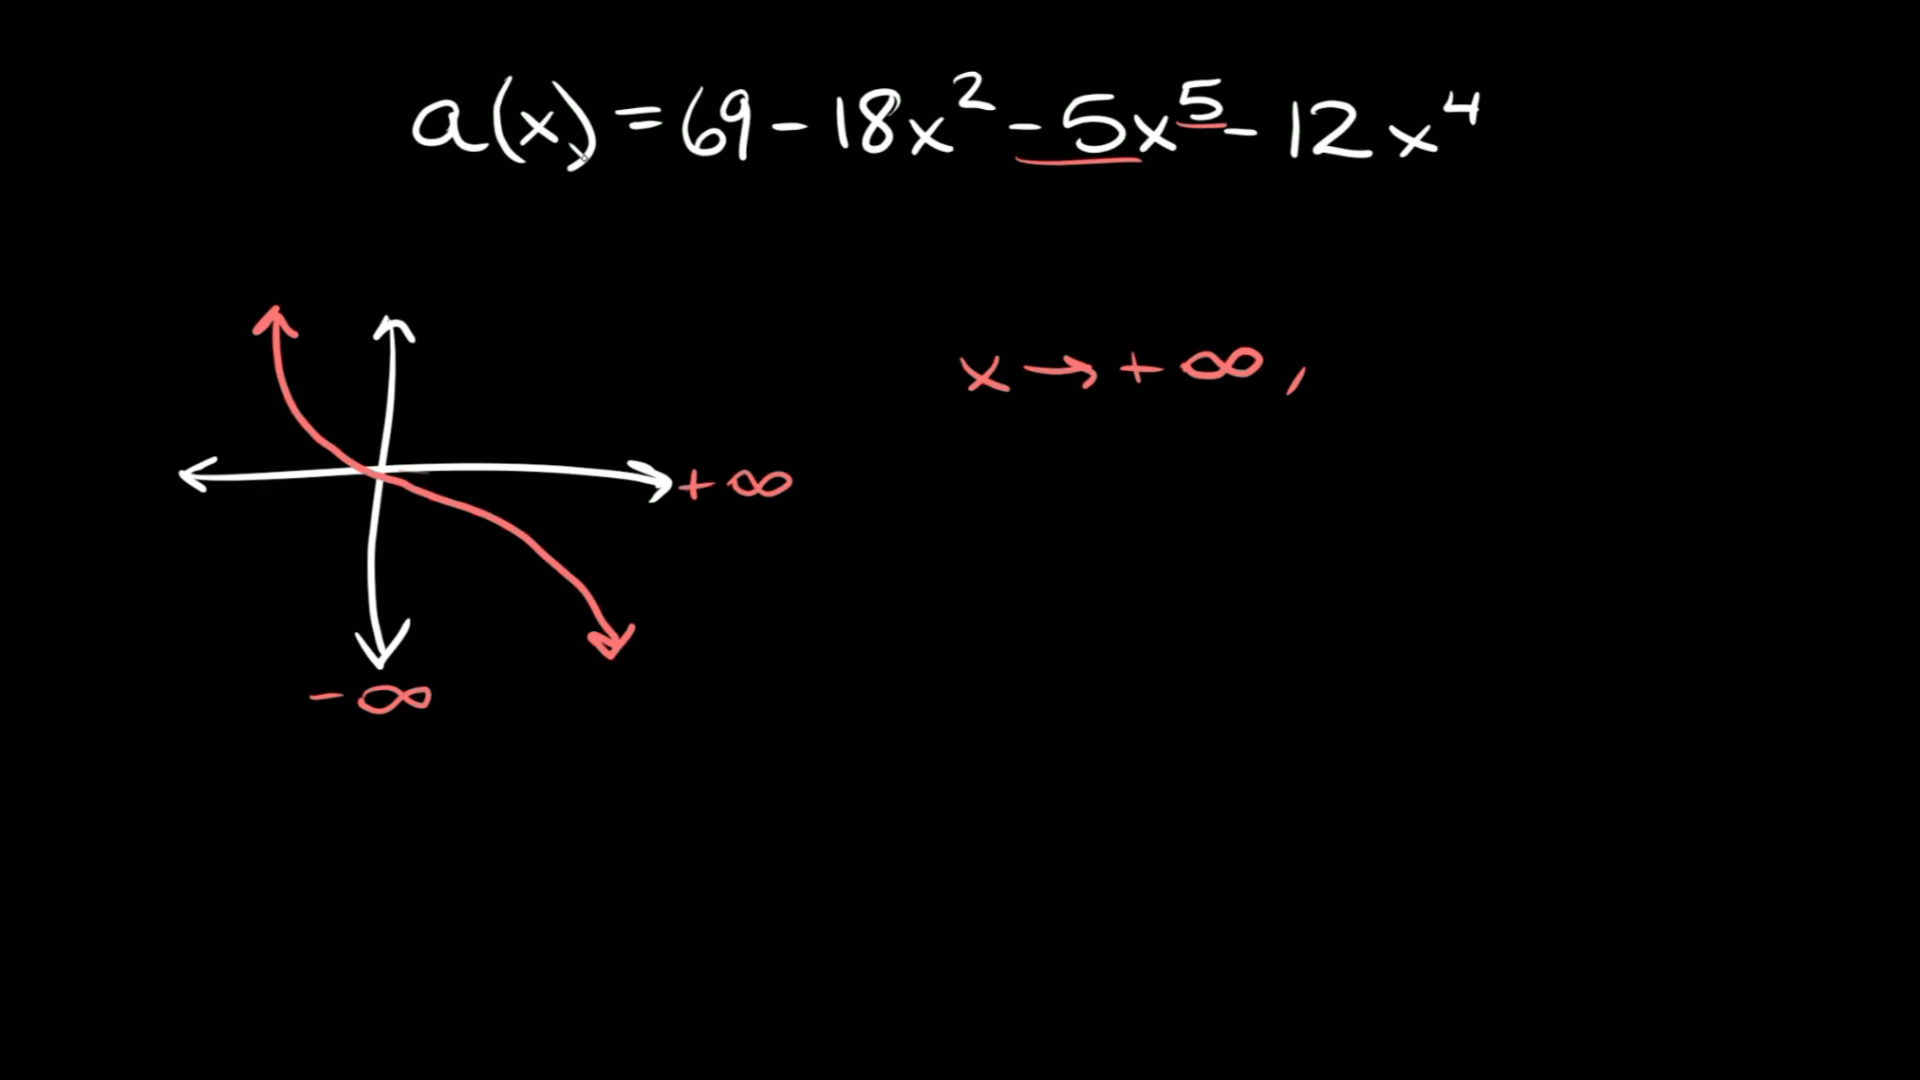 a(x) = 69 - 18x² - 5x⁵ - 12x⁴
x → + ∞ ,
+ ∞
- ∞